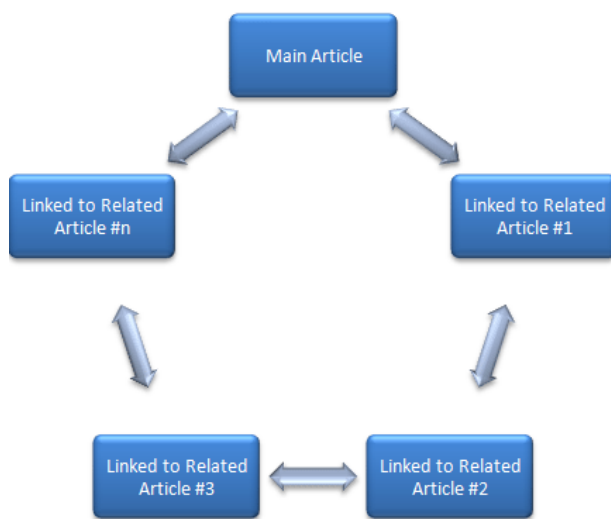 Main Article
Linked to Related
Article #n
Linked to Related
Article #1
Linked to Related
Article #3
Linked to Related
Article #2